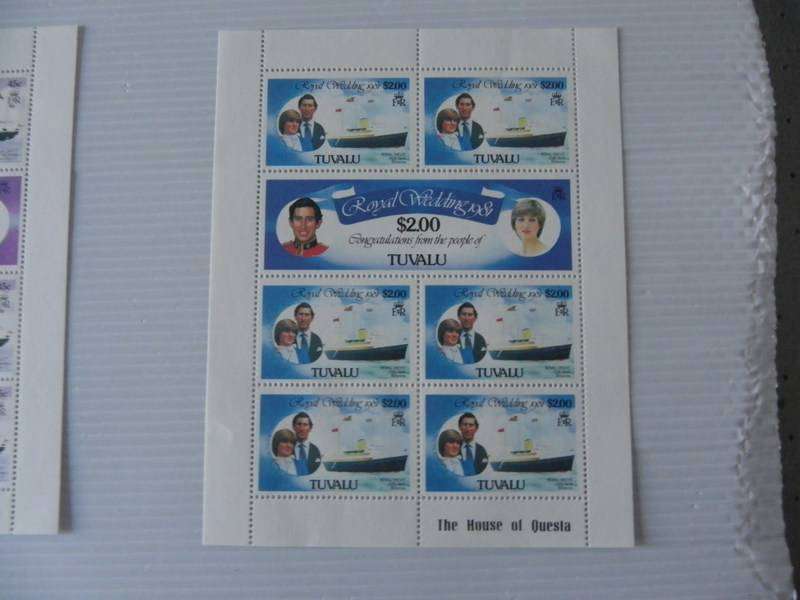 45c
Royal Wedding 1981 $2.00
E R
TUVALU
Royal Wedding 1981 $2.00
E R
TUVALU
Royal Wedding 1981
$2.00
Congratulations from the people of
TUVALU
45c
Royal Wedding 1981 $2.00
E R
TUVALU
Royal Wedding 1981 $2.00
E R
TUVALU
Royal Wedding 1981 $2.00
E R
TUVALU
Royal Wedding 1981 $2.00
E R
TUVALU
The House of Questa